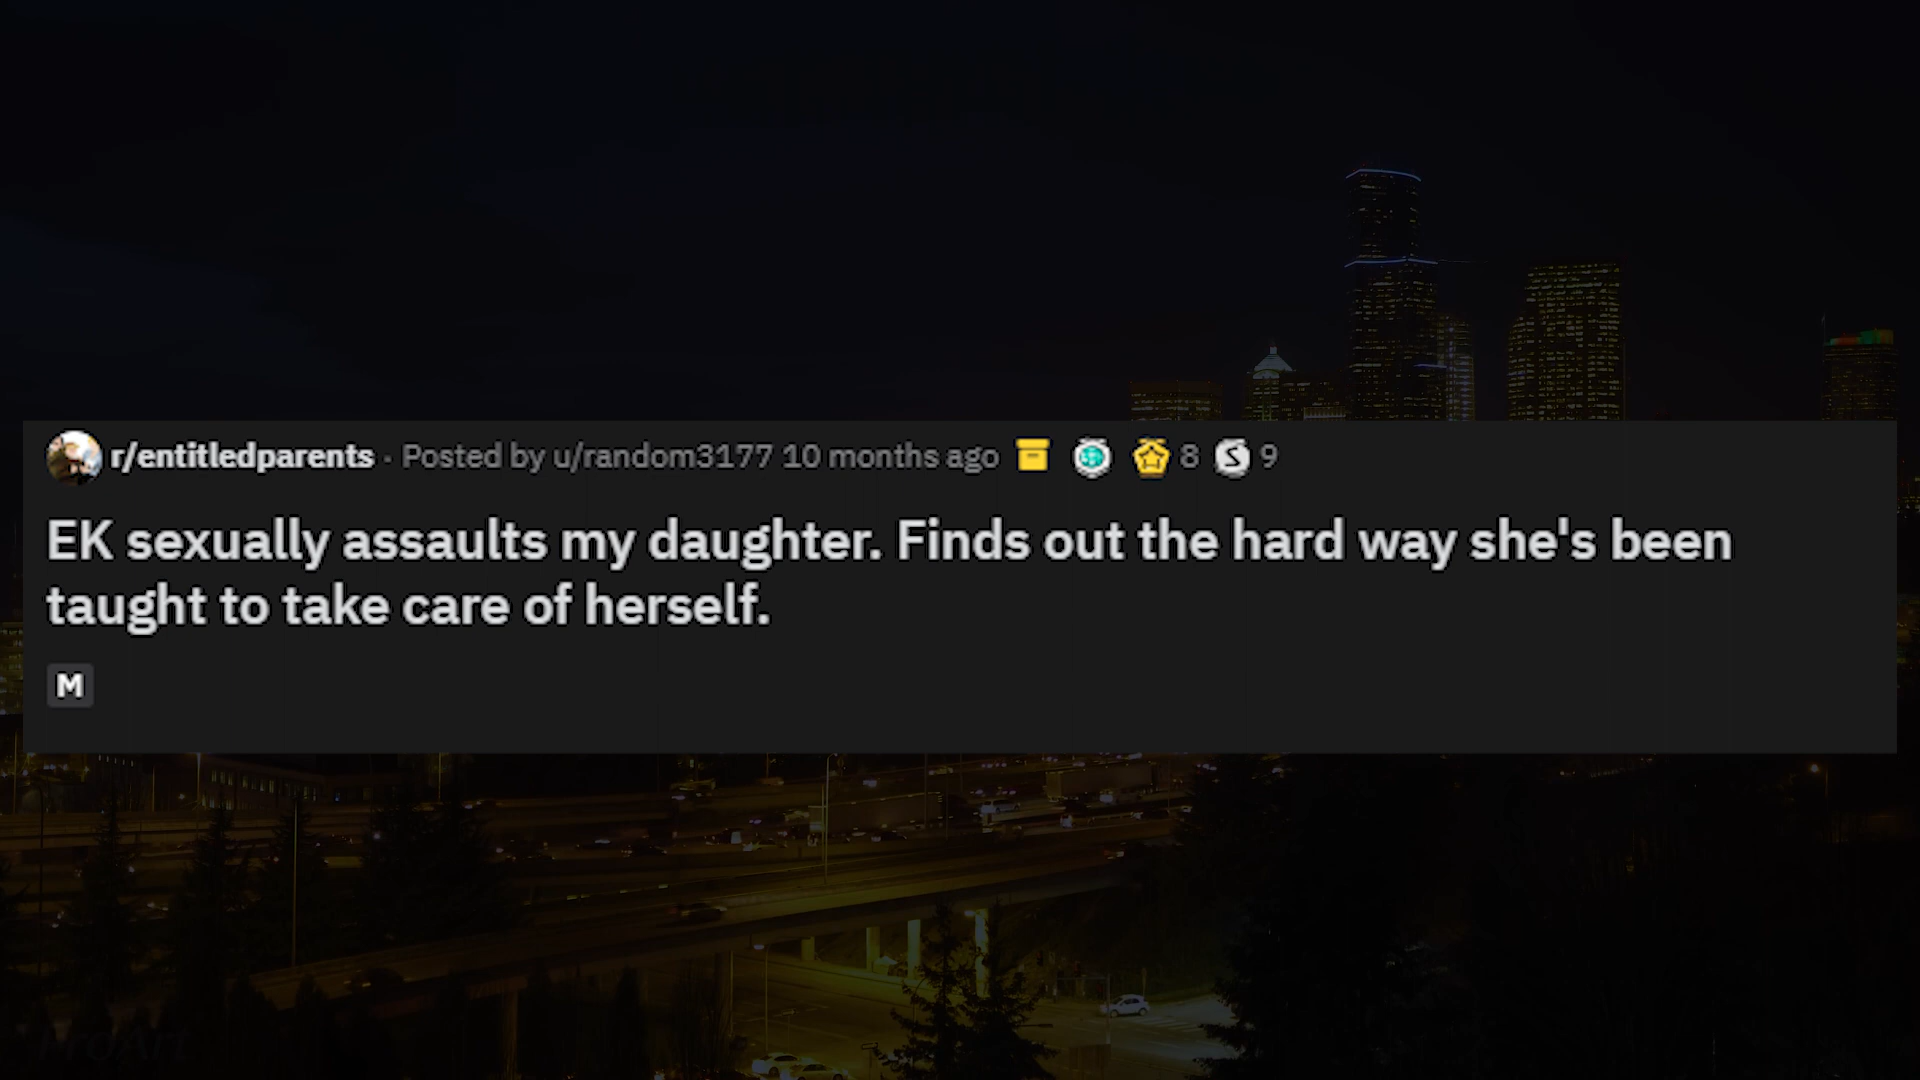 r/entitledparents · Posted by u/random3177 10 months ago 8 9
EK sexually assaults my daughter. Finds out the hard way she's been
taught to take care of herself.
M
ProArt